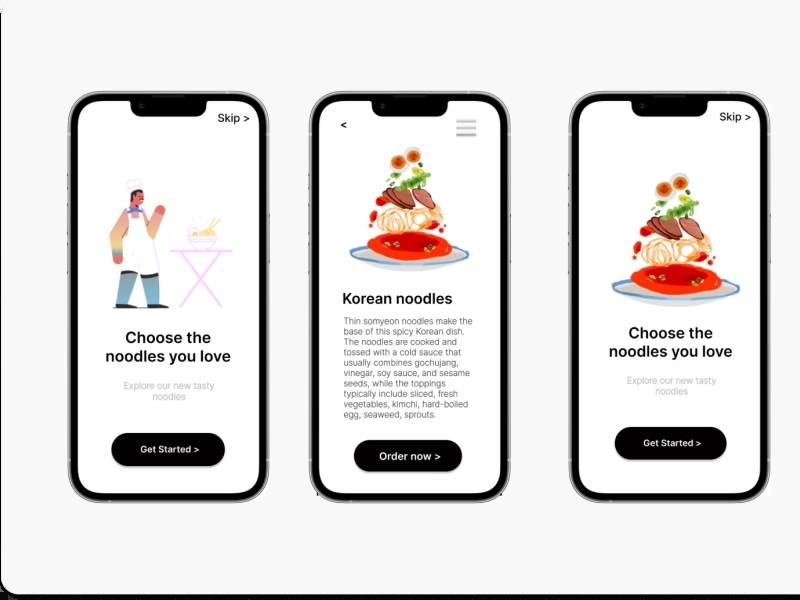 Skip >
Choose the
noodles you love
Explore our new tasty
noodles
Get Started >
<
Korean noodles
Thin somyeon noodles make the
base of this spicy Korean dish.
The noodles are cooked and
tossed with a cold sauce that
usually combines gochujang,
vinegar, soy sauce, and sesame
seeds, while the toppings
typically include sliced, fresh
vegetables, kimchi, hard-boiled
egg, seaweed, sprouts.
Order now >
Skip >
Choose the
noodles you love
Explore our new tasty
noodles
Get Started >